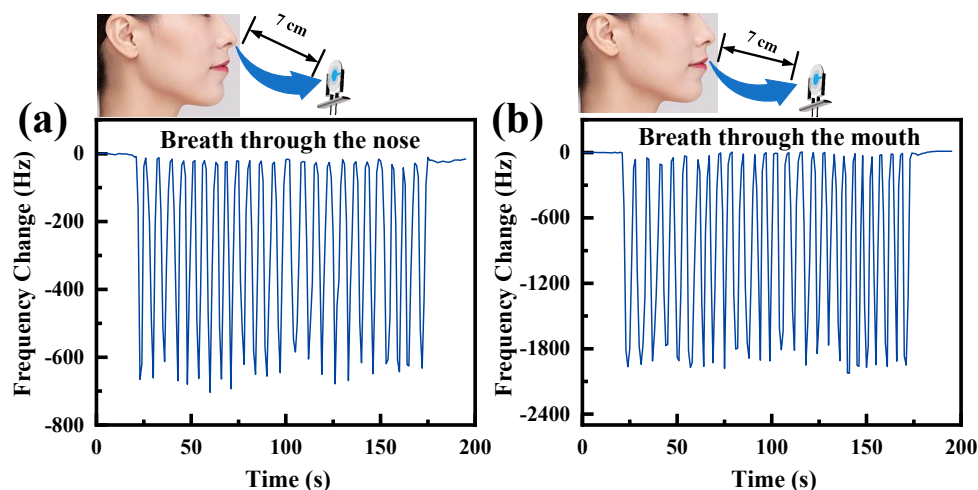 7 cm
7 cm
(a)
Breath through the nose
Frequency Change (Hz)
0
-200
-400
-600
-800
0
50
100
150
200
Time (s)
(b)
Breath through the mouth
Frequency Change (Hz)
0
-600
-1200
-1800
-2400
0
50
100
150
200
Time (s)